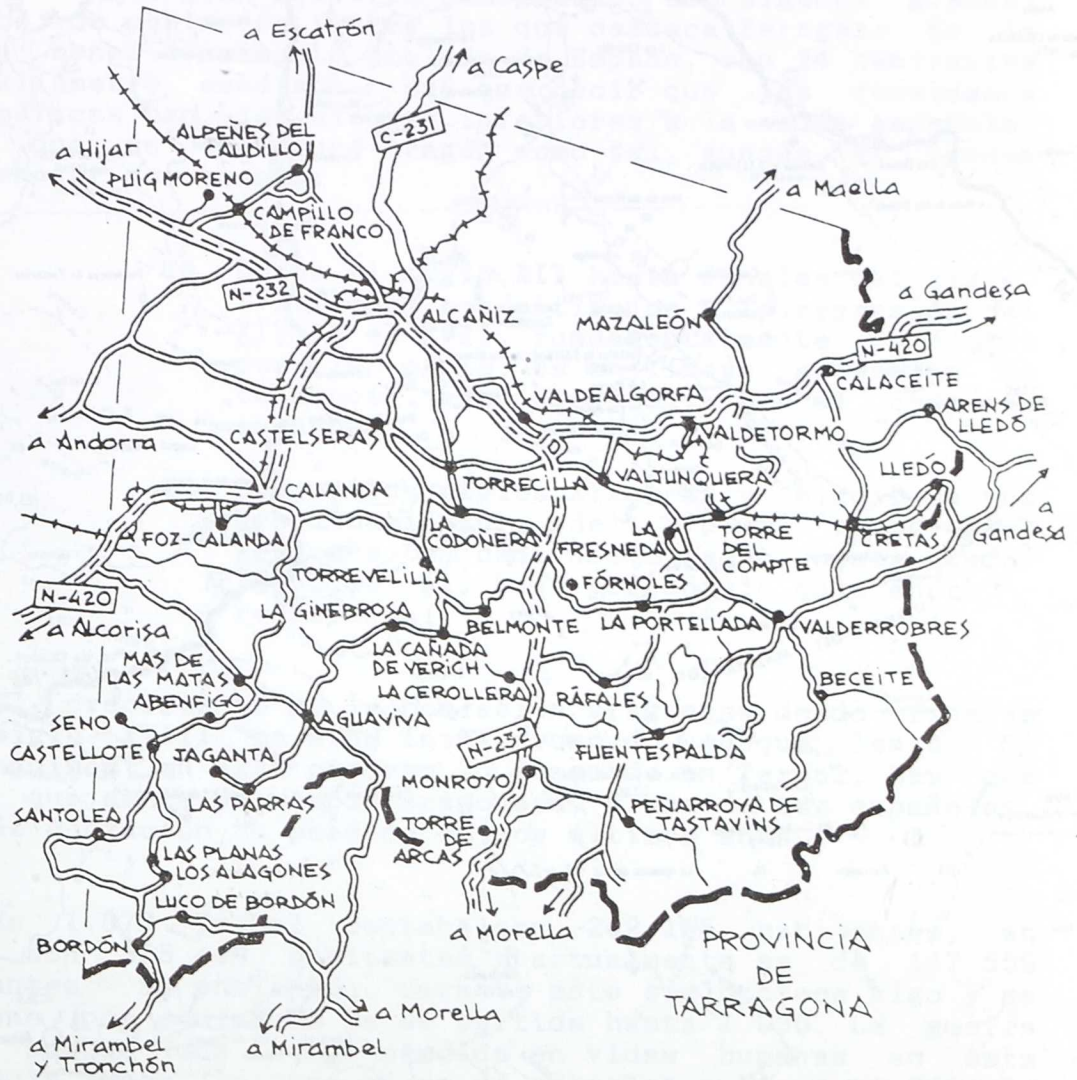 a Escatrón
a Caspe
C-231
ALPEÑES DEL
CAUDILLO
a Hijar
PUIG MORENO
a Maella
CAMPILLO
DE FRANCO
N-232
a Gandesa
ALCAÑIZ
MAZALEÓN
N-420
CALACEITE
VALDEALGORFA
ARENS DE
LLEDÓ
a Andorra
CASTELSERAS
VALDETORMO
LLEDÓ
TORRECILLA
VALJUNQUERA
CALANDA
a
Gandesa
FOZ-CALANDA
LA
CODOÑERA
LA
FRESNEDA
TORRE
DEL
COMPTE
CRETAS
TORREVELILLA
FÓRNOLES
N-420
a Alcorisa
LA GINEBROSA
BELMONTE
LA PORTELLADA
VALDERROBRES
LA CAÑADA
DE VERICH
MAS DE
LAS MATAS
LA CEROLLERA
RÁFALES
BECEITE
ABENFIGO
SENO
AGUAVIVA
CASTELLOTE
JAGANTA
N-232
FUENTESPALDA
LAS PARRAS
MONROYO
PEÑARROYA DE
TASTAVÍNS
SANTOLEA
TORRE
DE
ARCAS
LAS PLANAS
LOS ALAGONES
LUCO DE BORDÓN
BORDÓN
a Morella
PROVINCIA
DE
TARRAGONA
a Morella
a Mirambel
y Tronchón
a Mirambel